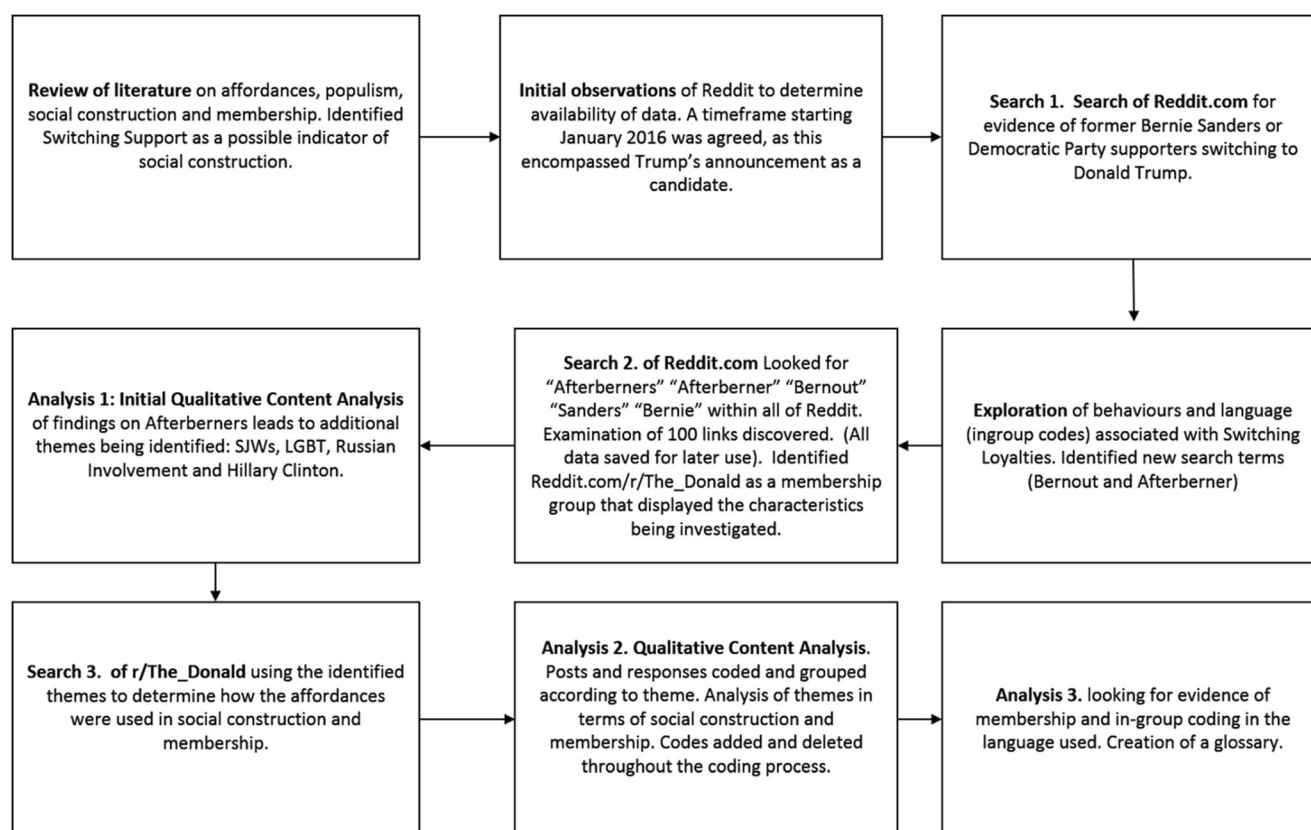 Review of literature on affordances, populism,
social construction and membership. Identified
Switching Support as a possible indicator of
social construction.
Initial observations of Reddit to determine
availability of data. A timeframe starting
January 2016 was agreed, as this
encompassed Trump’s announcement as a
candidate.
Search 1.  Search of Reddit.com for
evidence of former Bernie Sanders or
Democratic Party supporters switching to
Donald Trump.
Exploration of behaviours and language
(ingroup codes) associated with Switching
Loyalties. Identified new search terms
(Bernout and Afterberner)
Search 2. of Reddit.com Looked for
“Afterberners” “Afterberner” “Bernout”
“Sanders” “Bernie” within all of Reddit.
Examination of 100 links discovered.  (All
data saved for later use).  Identified
Reddit.com/r/The_Donald as a membership
group that displayed the characteristics
being investigated.
Analysis 1: Initial Qualitative Content Analysis
of findings on Afterberners leads to additional
themes being identified: SJWs, LGBT, Russian
Involvement and Hillary Clinton.
Search 3.  of r/The_Donald using the identified
themes to determine how the affordances
were used in social construction and
membership.
Analysis 2. Qualitative Content Analysis.
Posts and responses coded and grouped
according to theme. Analysis of themes in
terms of social construction and
membership. Codes added and deleted
throughout the coding process.
Analysis 3. looking for evidence of
membership and in-group coding in the
language used. Creation of a glossary.